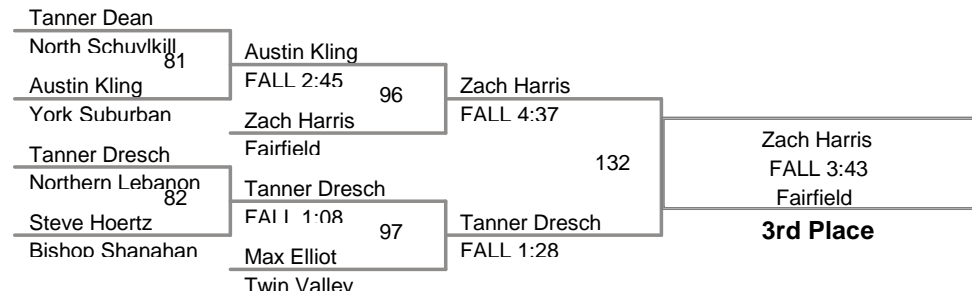 Tanner Dean
North Schuylkill
81
Austin Kling
York Suburban
Austin Kling
FALL 2:45
96
Zach Harris
Fairfield
Zach Harris
FALL 4:37
Tanner Dresch
Northern Lebanon
82
Steve Hoertz
Bishop Shanahan
Tanner Dresch
FALL 1:08
97
Max Elliot
Twin Valley
Tanner Dresch
FALL 1:28
132
Zach Harris
FALL 3:43
Fairfield
3rd Place